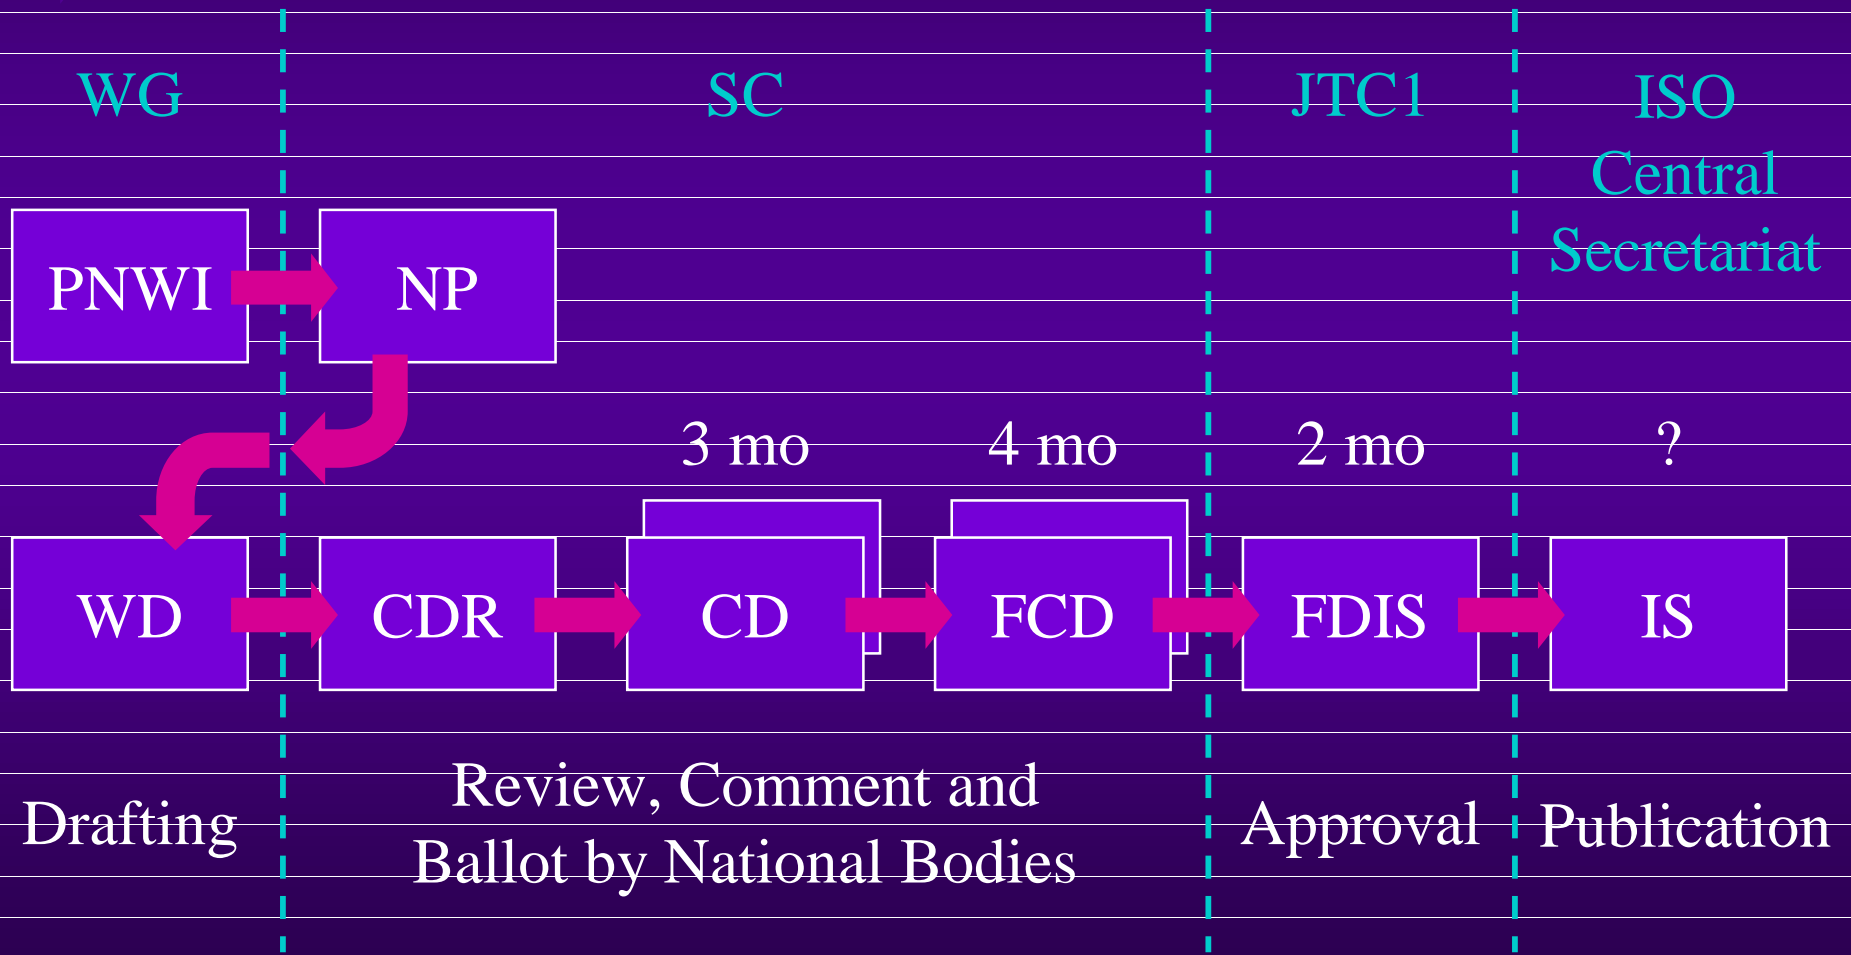 WG
SC
JTC1
ISO
Central
Secretariat
PNWI
NP
3 mo
4 mo
2 mo
?
WD
CDR
CD
FCD
FDIS
IS
Drafting
Review, Comment and
Ballot by National Bodies
Approval
Publication